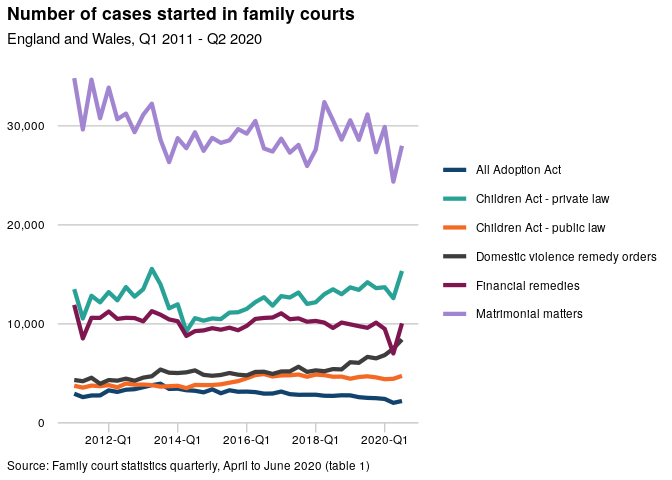 Number of cases started in family courts
England and Wales, Q1 2011 - Q2 2020
30,000
20,000
10,000
0
2012-Q1
2014-Q1
2016-Q1
2018-Q1
2020-Q1
All Adoption Act
Children Act - private law
Children Act - public law
Domestic violence remedy orders
Financial remedies
Matrimonial matters
Source: Family court statistics quarterly, April to June 2020 (table 1)